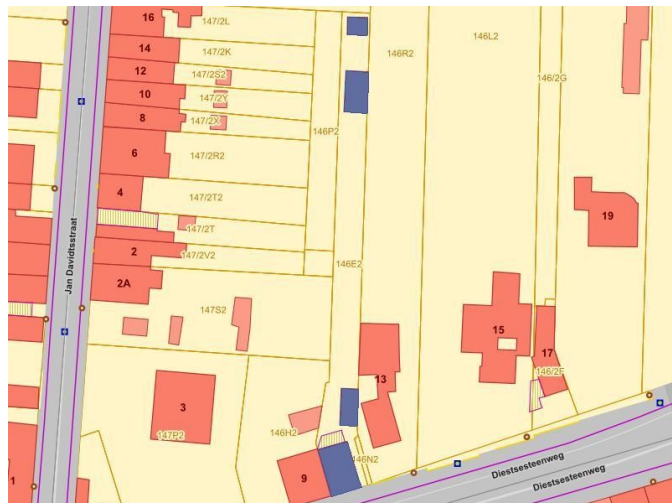 16
147/2L
14
147/2K
12
147/2S2
10
147/2Y
8
147/2X
6
147/2R2
4
147/2T2
147/2T
2
147/2V2
2A
147S2
3
147P2
1
Jan Davidtsstraat
146P2
146R2
146L2
146/2G
146E2
19
15
17
146/2F
13
146H2
146N2
9
Diestsesteenweg
Diestsesteenweg